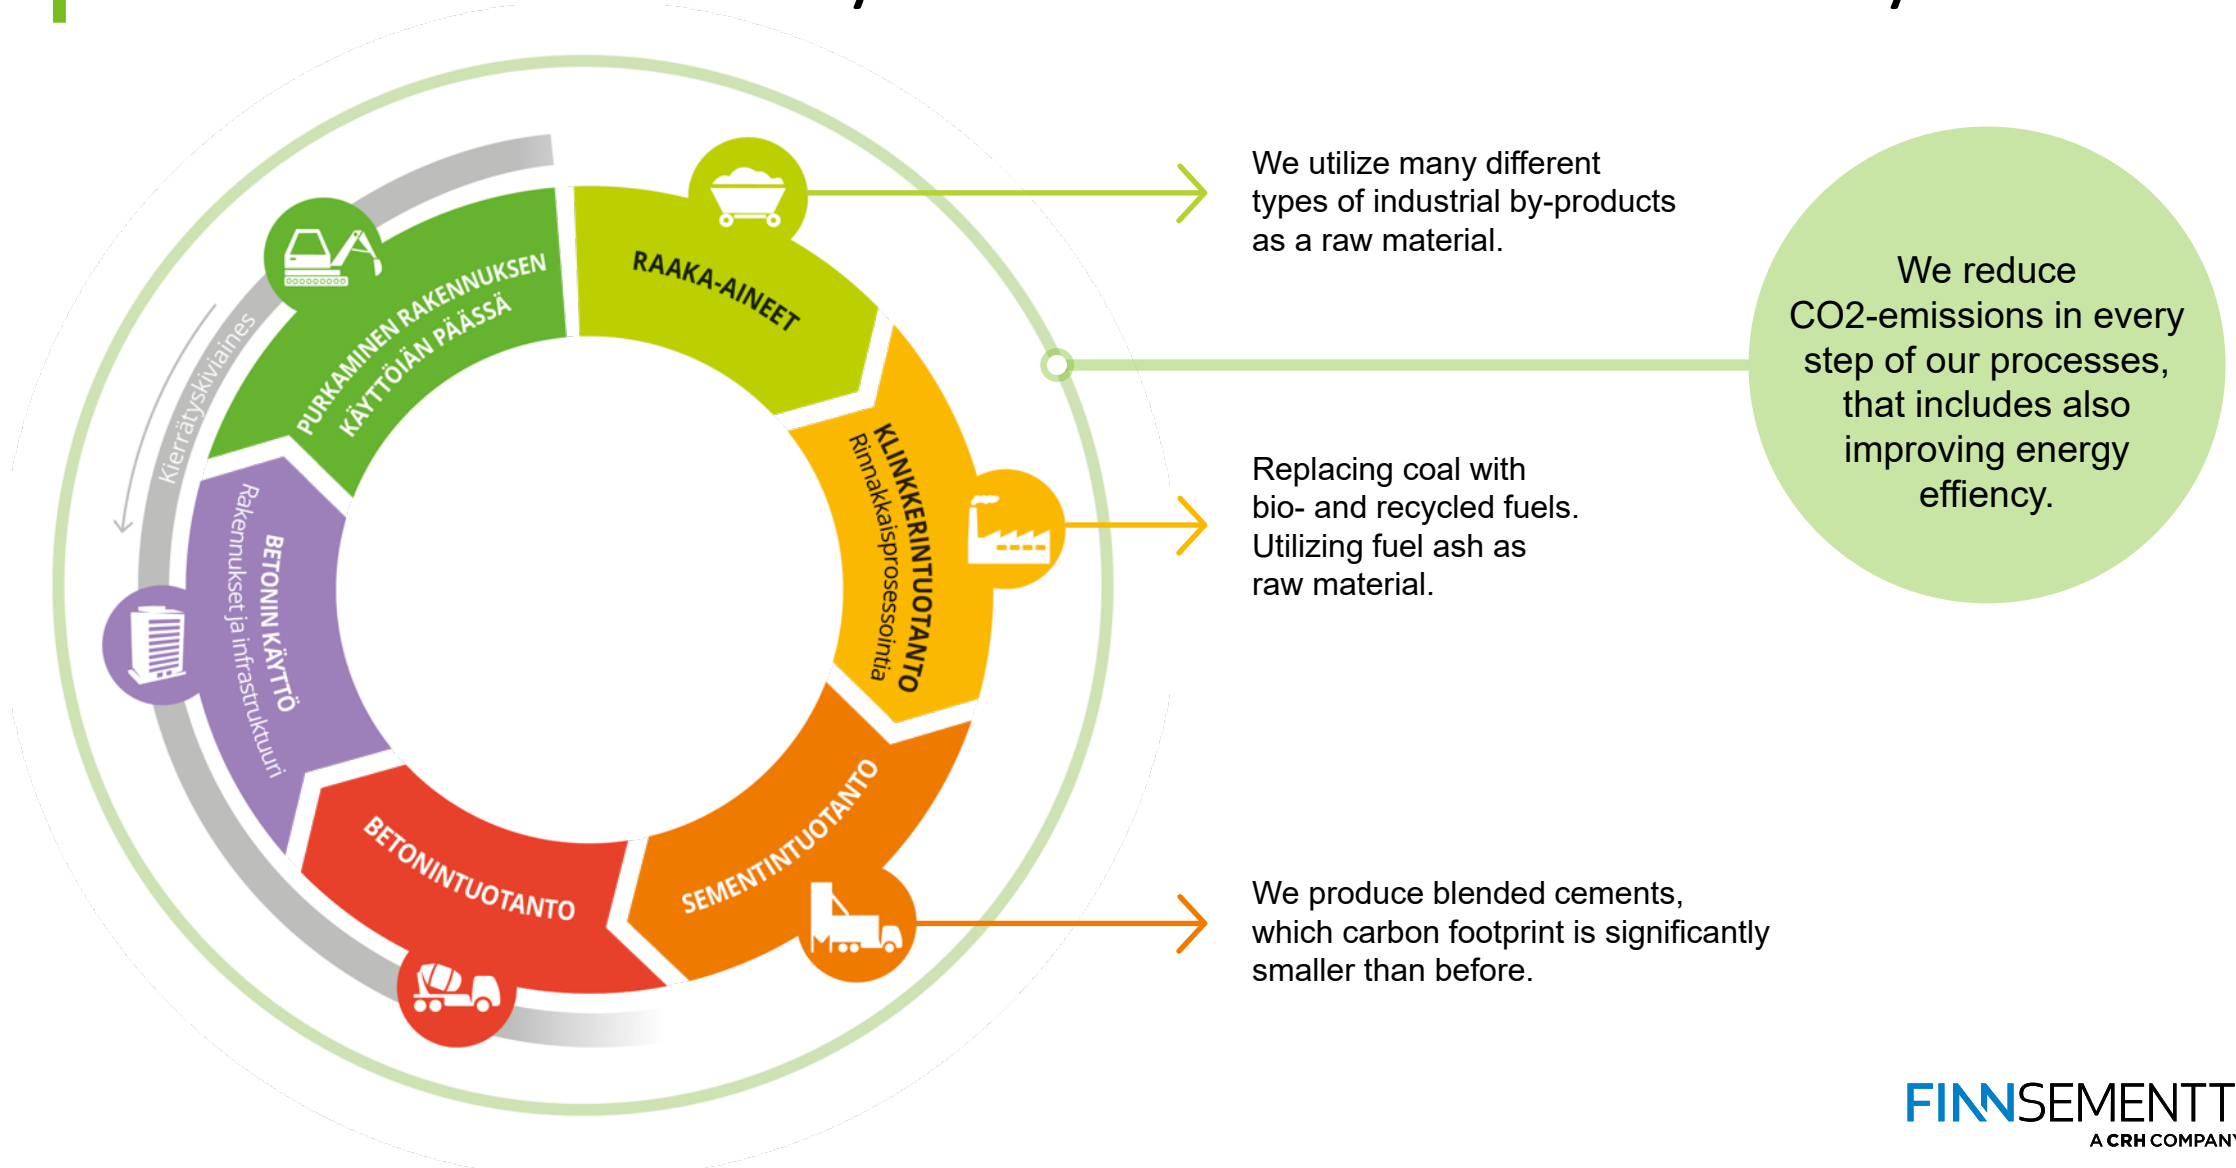 RAAKA-AINEET
KLINKKERINTUOTANTO
Rinnakkaisprosessointia
SEMENTINTUOTANTO
BETONINTUOTANTO
BETONIN KÄYTTÖ
Rakennukset ja infrastruktuuri
PURKAMINEN RAKENNUKSEN
KÄYTTÖIÄN PÄÄSSÄ
Kierrätyskiviaines
We utilize many different
types of industrial by-products
as a raw material.
Replacing coal with
bio- and recycled fuels.
Utilizing fuel ash as
raw material.
We produce blended cements,
which carbon footprint is significantly
smaller than before.
We reduce
CO2-emissions in every
step of our processes,
that includes also
improving energy
effiency.
FINNSEMENTT
A CRH COMPANY